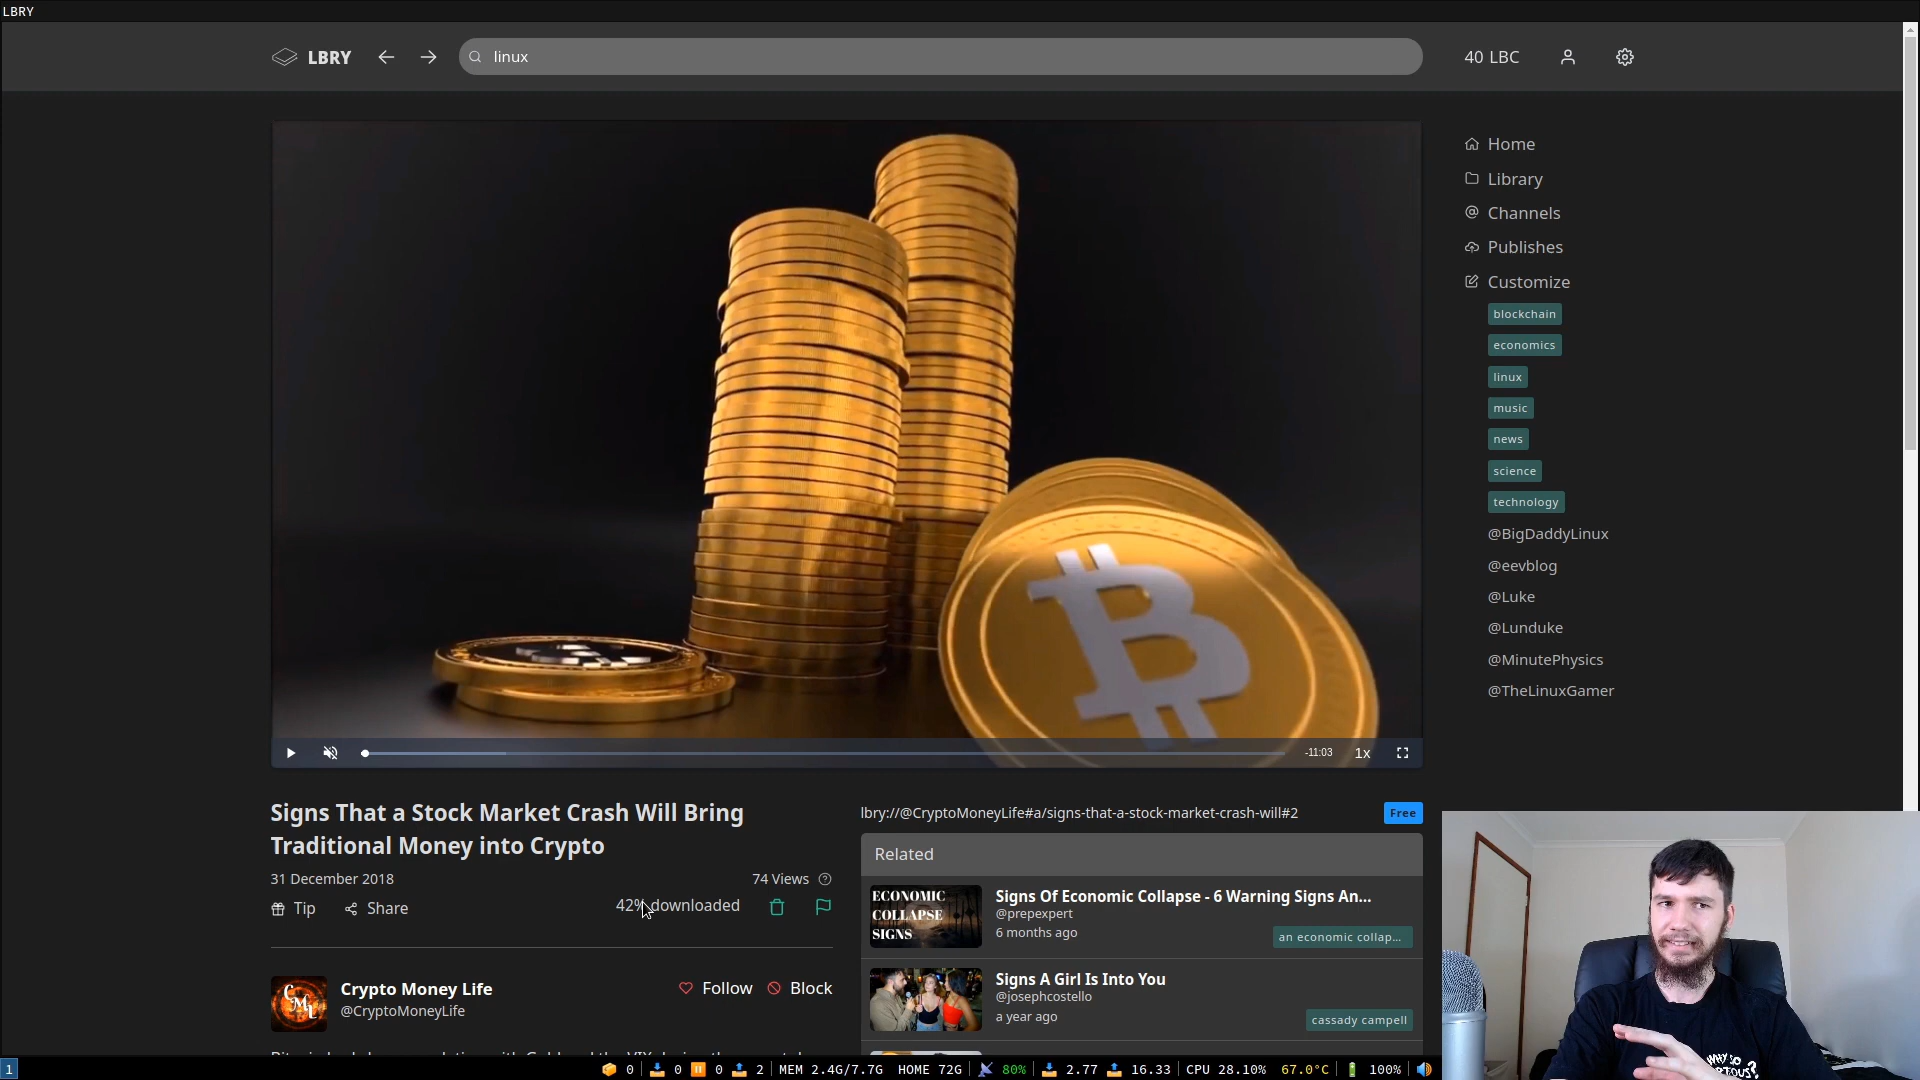 LBRY
LBRY
linux
40 LBC
Home
Library
Channels
Publishes
Customize
blockchain
economics
linux
music
news
science
technology
@BigDaddyLinux
@eevblog
@Luke
@Lunduke
@MinutePhysics
@TheLinuxGamer
-11:03
1x
Signs That a Stock Market Crash Will Bring
Traditional Money into Crypto
31 December 2018
74 Views
Tip
Share
42% downloaded
Crypto Money Life
@CryptoMoneyLife
Follow
Block
lbry://@CryptoMoneyLife#a/signs-that-a-stock-market-crash-will#2
Free
Related
ECONOMIC
COLLAPSE
SIGNS
Signs Of Economic Collapse - 6 Warning Signs An...
@prepexpert
6 months ago
an economic collap...
Signs A Girl Is Into You
@josephcostello
a year ago
cassady campell
WHY SO
1
0
0
0
2
MEM 2.4G/7.7G
HOME 72G
80%
2.77
16.33
CPU 28.10%
67.0°C
100%